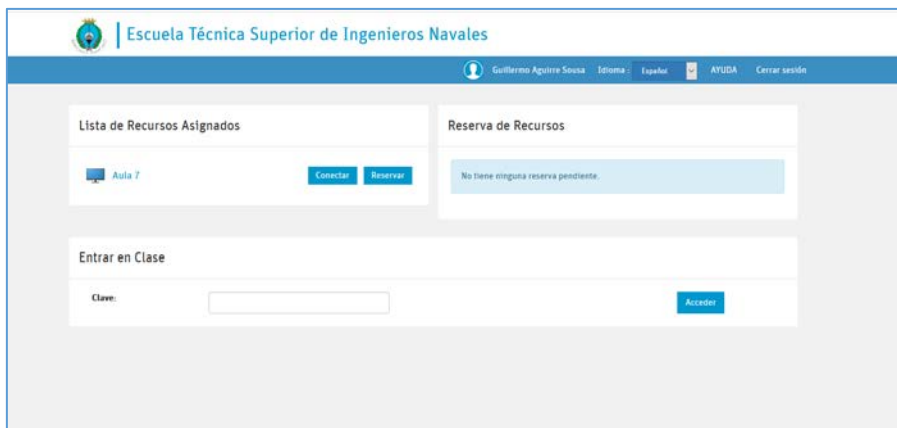 Escuela Técnica Superior de Ingenieros Navales
Guillermo Aguirre Sousa Idioma : Español AYUDA Cerrar sesión
Lista de Recursos Asignados
Aula 7 Conectar Reservar
Reserva de Recursos
No tiene ninguna reserva pendiente.
Entrar en Clase
Clave: Acceder